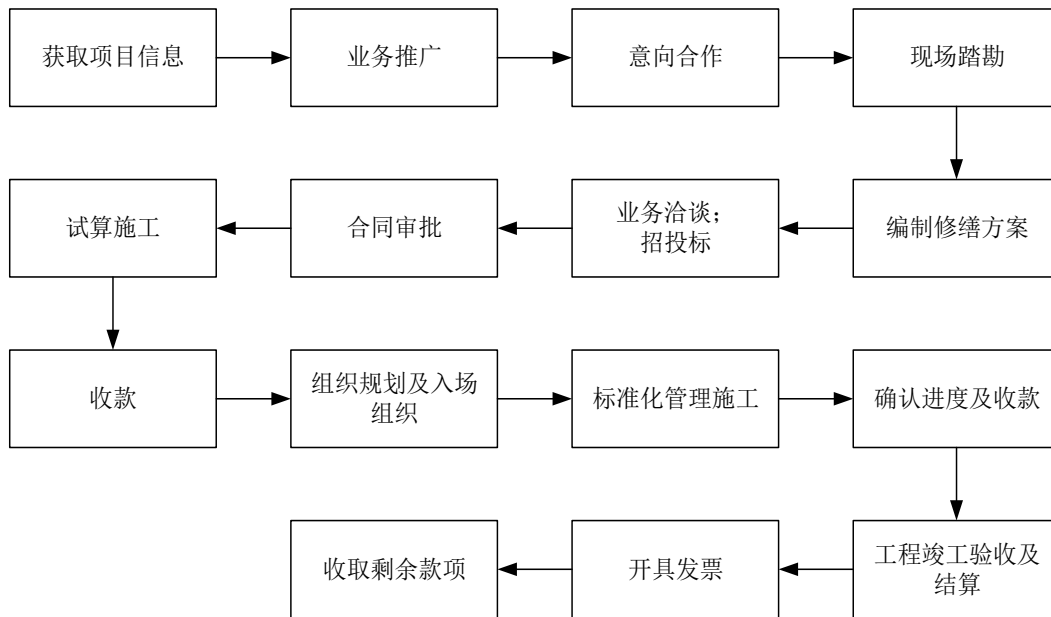 获取项目信息
业务推广
意向合作
现场踏勘
编制修缮方案
业务洽谈；
招投标
合同审批
试算施工
收款
组织规划及入场
组织
标准化管理施工
确认进度及收款
工程竣工验收及
结算
开具发票
收取剩余款项